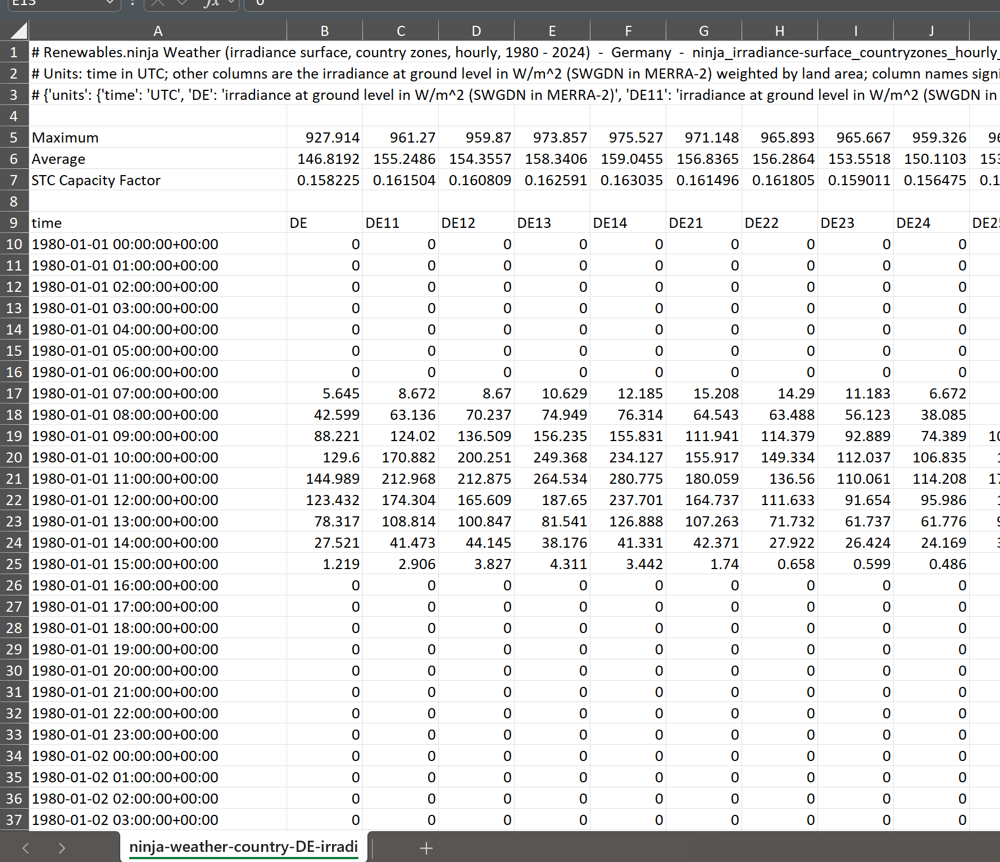 E13 fx 0
A B C D E F G H I J
1 # Renewables.ninja Weather (irradiance surface, country zones, hourly, 1980 - 2024) - Germany - ninja_irradiance-surface_countryzones_hourly_
2 # Units: time in UTC; other columns are the irradiance at ground level in W/m^2 (SWGDN in MERRA-2) weighted by land area; column names signi
3 # {'units': {'time': 'UTC', 'DE': 'irradiance at ground level in W/m^2 (SWGDN in MERRA-2)', 'DE11': 'irradiance at ground level in W/m^2 (SWGDN in
4
5 Maximum 927.914 961.27 959.87 973.857 975.527 971.148 965.893 965.667 959.326
6 Average 146.8192 155.2486 154.3557 158.3406 159.0455 156.8365 156.2864 153.5518 150.1103 153
7 STC Capacity Factor 0.158225 0.161504 0.160809 0.162591 0.163035 0.161496 0.161805 0.159011 0.156475 0.1
8
9 time DE DE11 DE12 DE13 DE14 DE21 DE22 DE23 DE24 DE25
10 1980-01-01 00:00:00+00:00 0 0 0 0 0 0 0 0 0
11 1980-01-01 01:00:00+00:00 0 0 0 0 0 0 0 0 0
12 1980-01-01 02:00:00+00:00 0 0 0 0 0 0 0 0 0
13 1980-01-01 03:00:00+00:00 0 0 0 0 0 0 0 0 0
14 1980-01-01 04:00:00+00:00 0 0 0 0 0 0 0 0 0
15 1980-01-01 05:00:00+00:00 0 0 0 0 0 0 0 0 0
16 1980-01-01 06:00:00+00:00 0 0 0 0 0 0 0 0 0
17 1980-01-01 07:00:00+00:00 5.645 8.672 8.67 10.629 12.185 15.208 14.29 11.183 6.672
18 1980-01-01 08:00:00+00:00 42.599 63.136 70.237 74.949 76.314 64.543 63.488 56.123 38.085
19 1980-01-01 09:00:00+00:00 88.221 124.02 136.509 156.235 155.831 111.941 114.379 92.889 74.389
20 1980-01-01 10:00:00+00:00 129.6 170.882 200.251 249.368 234.127 155.917 149.334 112.037 106.835
21 1980-01-01 11:00:00+00:00 144.989 212.968 212.875 264.534 280.775 180.059 136.56 110.061 114.208
22 1980-01-01 12:00:00+00:00 123.432 174.304 165.609 187.65 237.701 164.737 111.633 91.654 95.986
23 1980-01-01 13:00:00+00:00 78.317 108.814 100.847 81.541 126.888 107.263 71.732 61.737 61.776
24 1980-01-01 14:00:00+00:00 27.521 41.473 44.145 38.176 41.331 42.371 27.922 26.424 24.169
25 1980-01-01 15:00:00+00:00 1.219 2.906 3.827 4.311 3.442 1.74 0.658 0.599 0.486
26 1980-01-01 16:00:00+00:00 0 0 0 0 0 0 0 0 0
27 1980-01-01 17:00:00+00:00 0 0 0 0 0 0 0 0 0
28 1980-01-01 18:00:00+00:00 0 0 0 0 0 0 0 0 0
29 1980-01-01 19:00:00+00:00 0 0 0 0 0 0 0 0 0
30 1980-01-01 20:00:00+00:00 0 0 0 0 0 0 0 0 0
31 1980-01-01 21:00:00+00:00 0 0 0 0 0 0 0 0 0
32 1980-01-01 22:00:00+00:00 0 0 0 0 0 0 0 0 0
33 1980-01-01 23:00:00+00:00 0 0 0 0 0 0 0 0 0
34 1980-01-02 00:00:00+00:00 0 0 0 0 0 0 0 0 0
35 1980-01-02 01:00:00+00:00 0 0 0 0 0 0 0 0 0
36 1980-01-02 02:00:00+00:00 0 0 0 0 0 0 0 0 0
37 1980-01-02 03:00:00+00:00 0 0 0 0 0 0 0 0 0
ninja-weather-country-DE-irradi